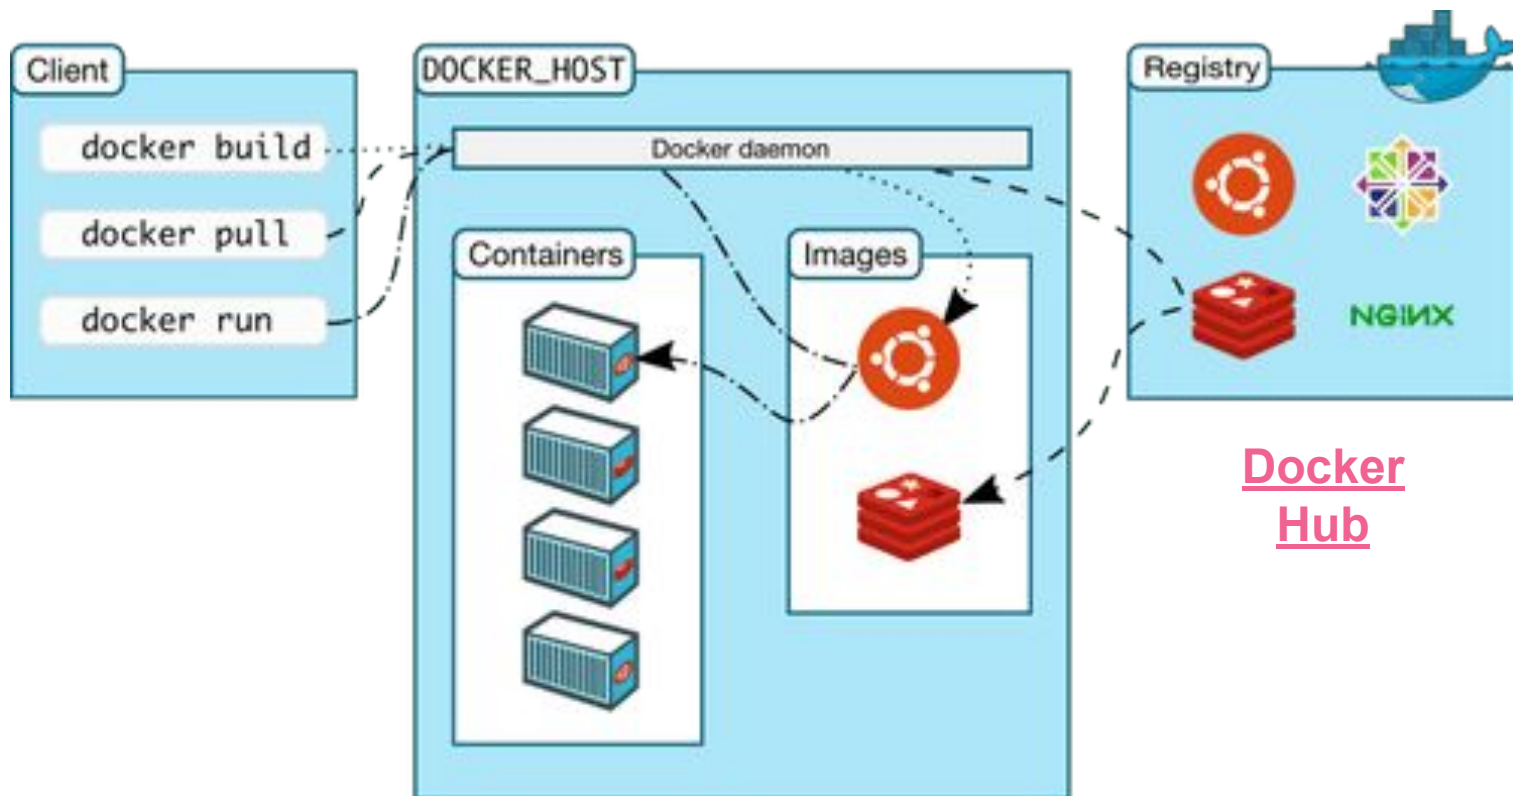 Client
docker build
docker pull
docker run
DOCKER_HOST
Docker daemon
Containers
Images
Registry
NGiNX
Docker
Hub